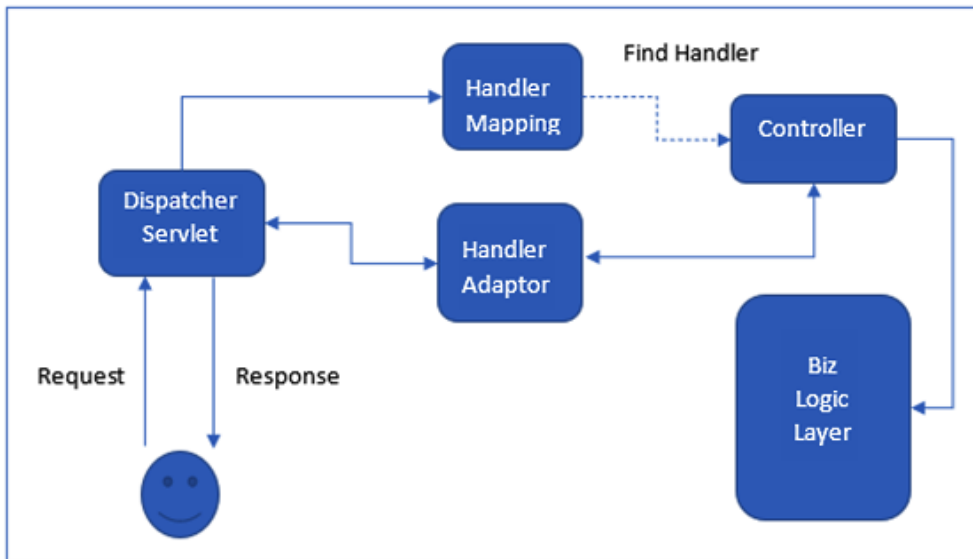 Find Handler
Handler
Mapping
Controller
Dispatcher
Servlet
Handler
Adaptor
Request
Response
Biz
Logic
Layer